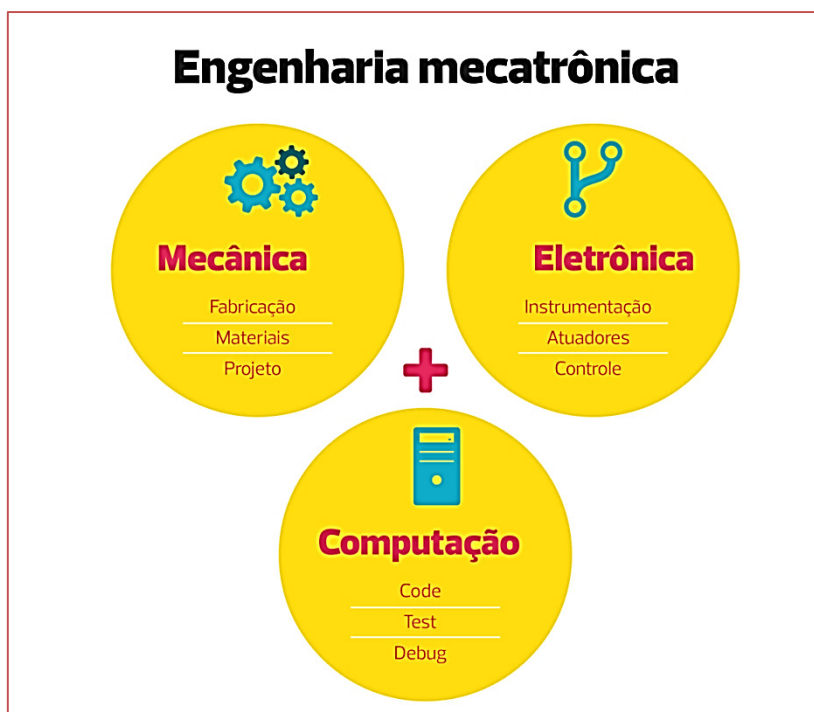 Engenharia mecatrônica
Mecânica
Fabricação
Materiais
Projeto
Eletrônica
Instrumentação
Atuadores
Controle
Computação
Code
Test
Debug